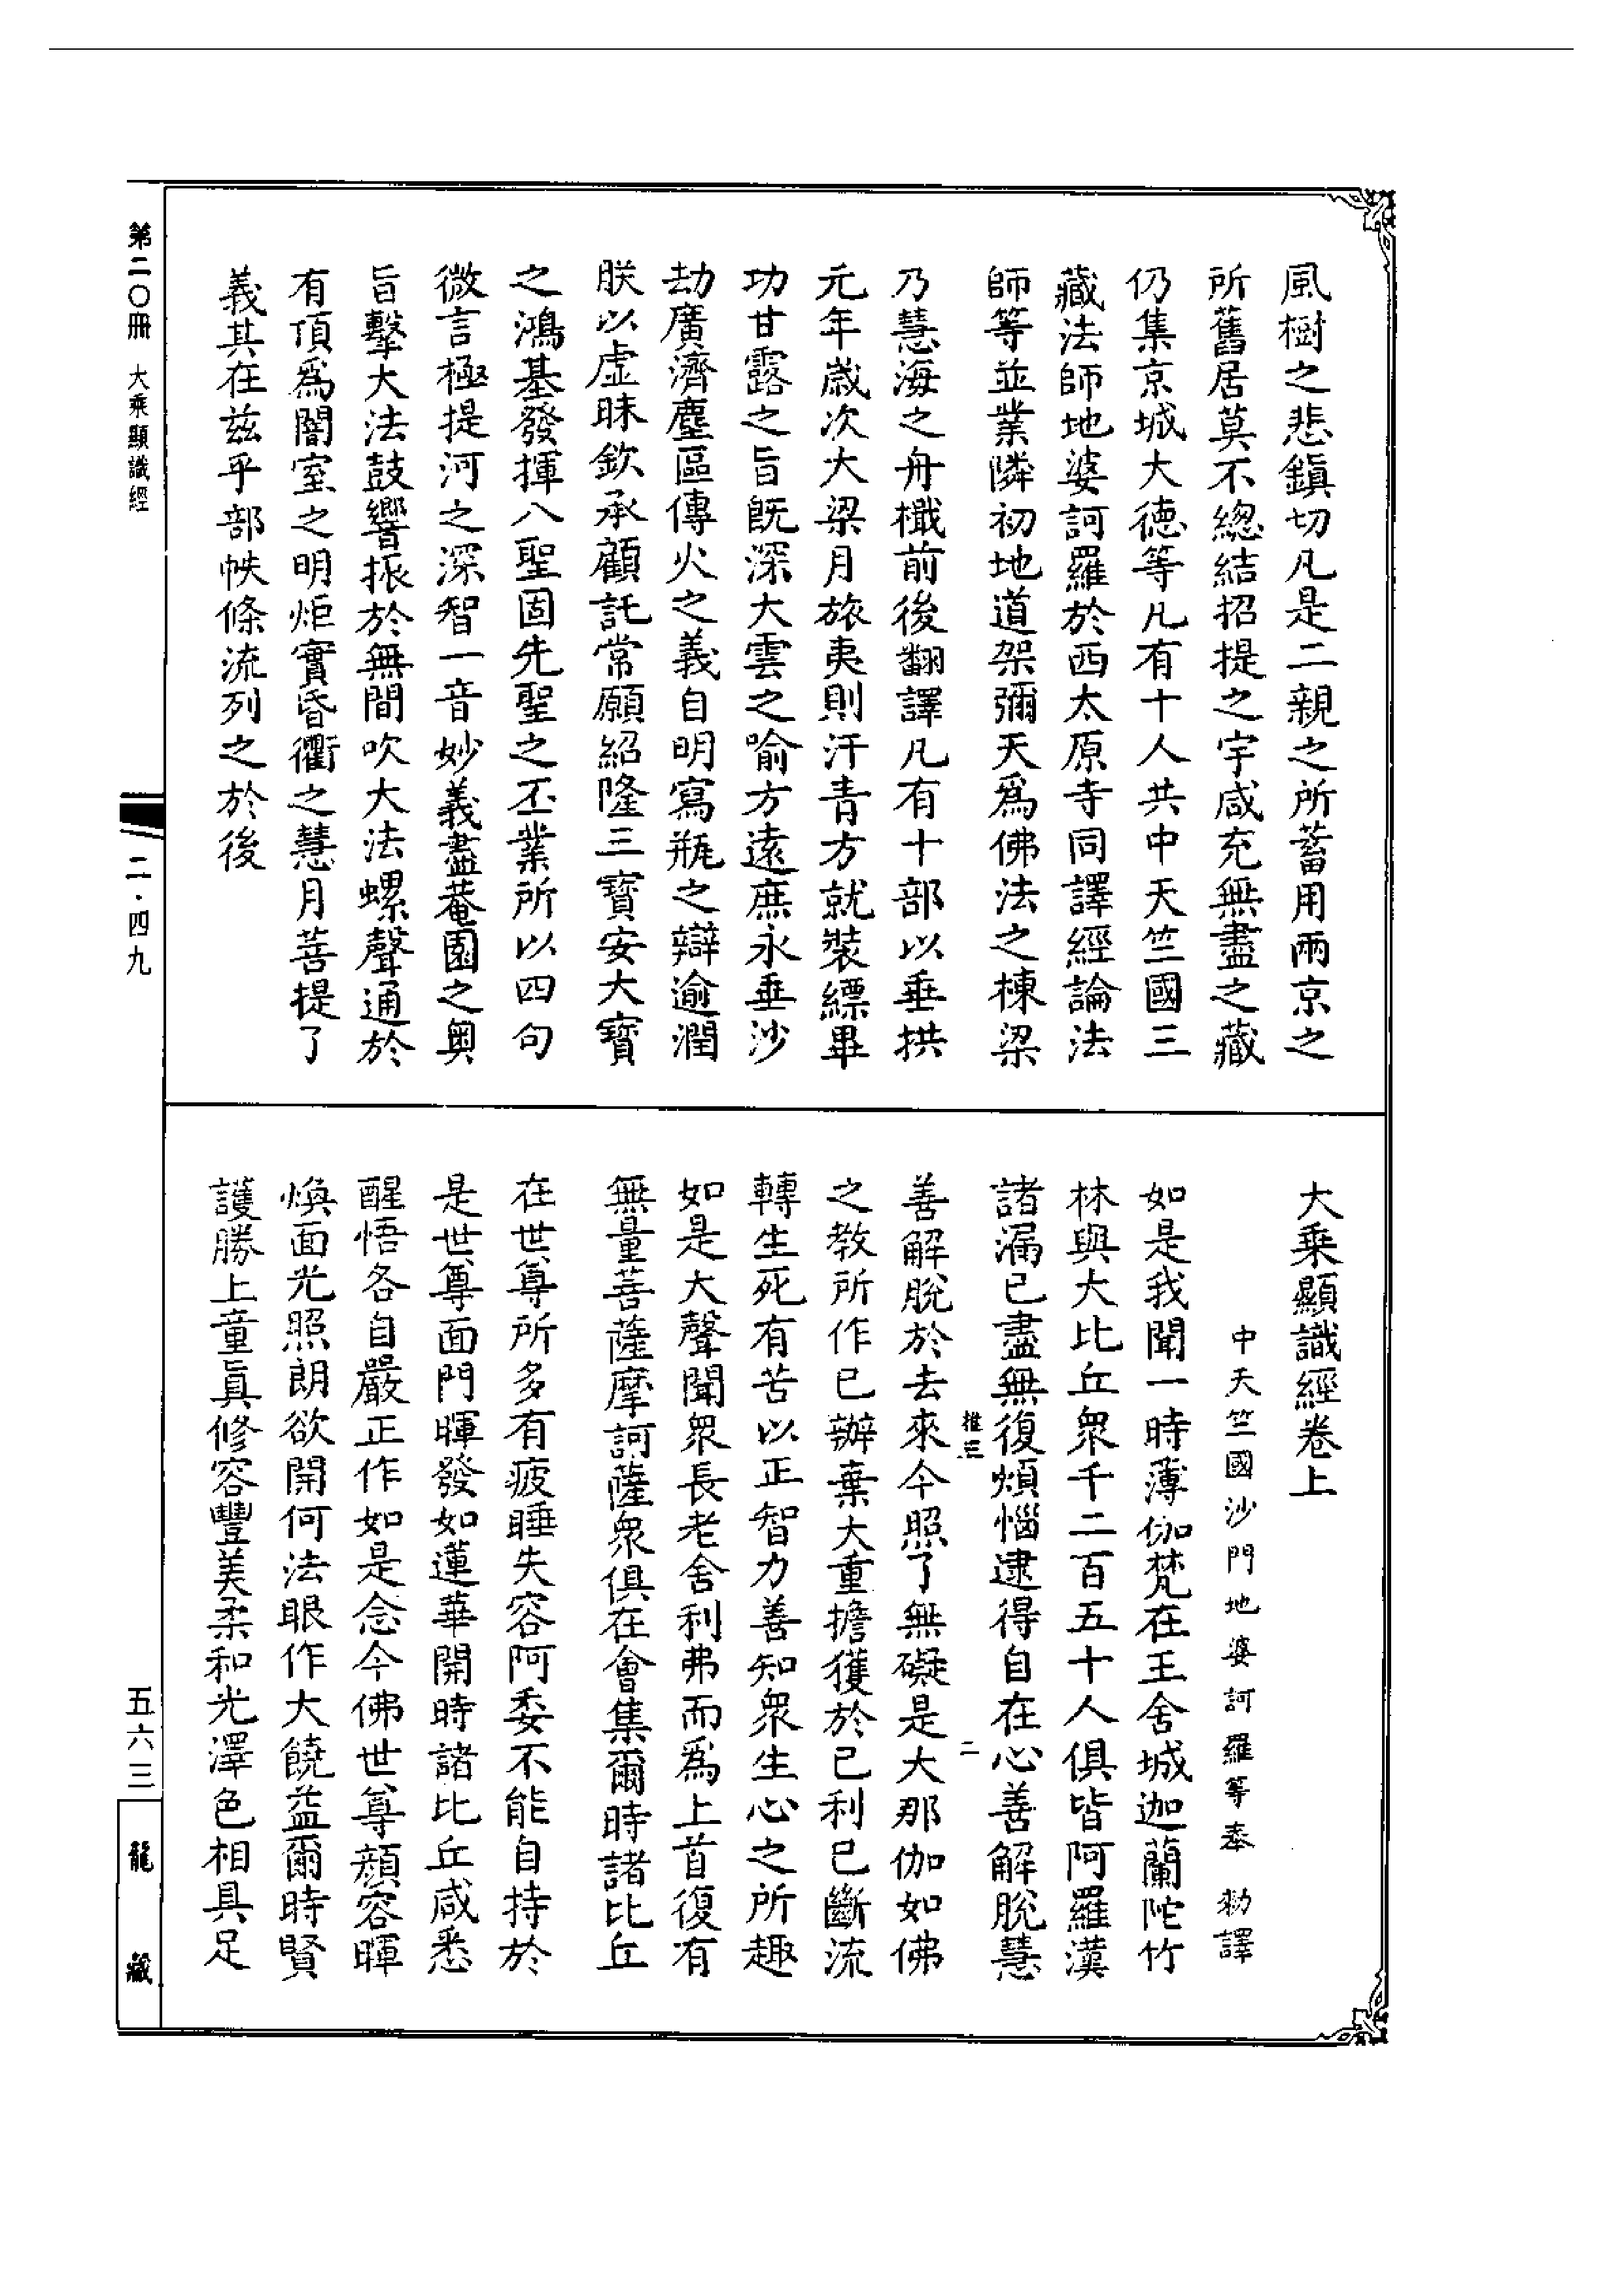 風樹之悲鎮切凡是二親之所蓄用兩京之
所舊居莫不總結招提之宇咸充無盡之藏
仍集京城大德等凡有十人共中天竺國三
藏法師地婆訶羅於西太原寺同譯經論法
師等並業隣初地道架彌天爲佛法之棟梁
乃慧海之舟檝前後翻譯凡有十部以垂拱
元年歲次大梁月旅夷則汗青方就裝縹畢
功甘露之旨旣深大雲之喻方遠庶永垂沙
劫廣濟塵區傳火之義自明寫瓶之辯逾潤
朕以虛昧欽承顧託常願紹隆三寶安大寶
之鴻基發揮八聖固先聖之丕業所以四句
微言極提河之深智一音妙義盡菴園之奧
旨擊大法鼓響振於無間吹大法螺聲通於
有頂爲闇室之明炬實昏衢之慧月菩提了
義其在茲乎部帙條流列之於後
大乘顯識經卷上
中天竺國沙門地婆訶羅等奉 勑譯
如是我聞一時薄伽梵在王舍城迦蘭陀竹
林與大比丘衆千二百五十人俱皆阿羅漢
諸漏已盡無復煩惱逮得自在心善解脫慧
推三 二
善解脫於去來今照了無礙是大那伽如佛
之教所作已辦棄大重擔獲於己利已斷流
轉生死有苦以正智力善知衆生心之所趣
如是大聲聞衆長老舍利弗而爲上首復有
無量菩薩摩訶薩衆俱在會集爾時諸比丘
在世尊所多有疲睡失容阿委不能自持於
是世尊面門暉發如蓮華開時諸比丘咸悉
醒悟各自嚴正作如是念今佛世尊顏容暉
煥面光照朗欲開何法眼作大饒益爾時賢
護勝上童眞修容豐美柔和光澤色相具足
第二〇冊 大乘顯識經
二·四九
五六三
龍藏